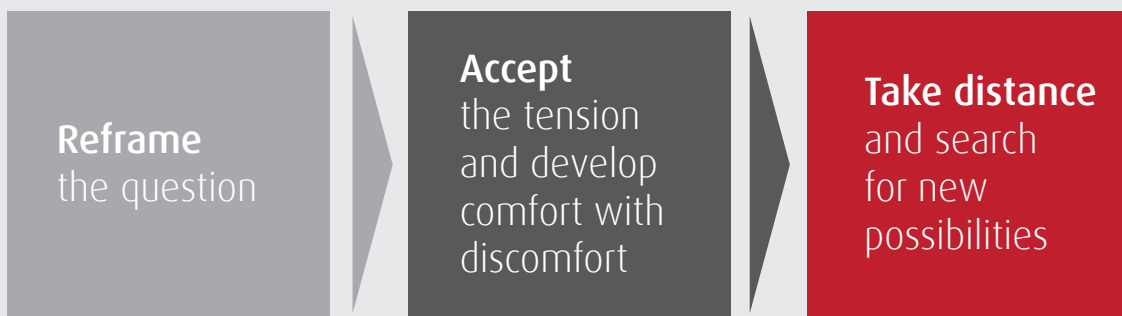 Reframe
the question
Accept
the tension
and develop
comfort with
discomfort
Take distance
and search
for new
possibilities